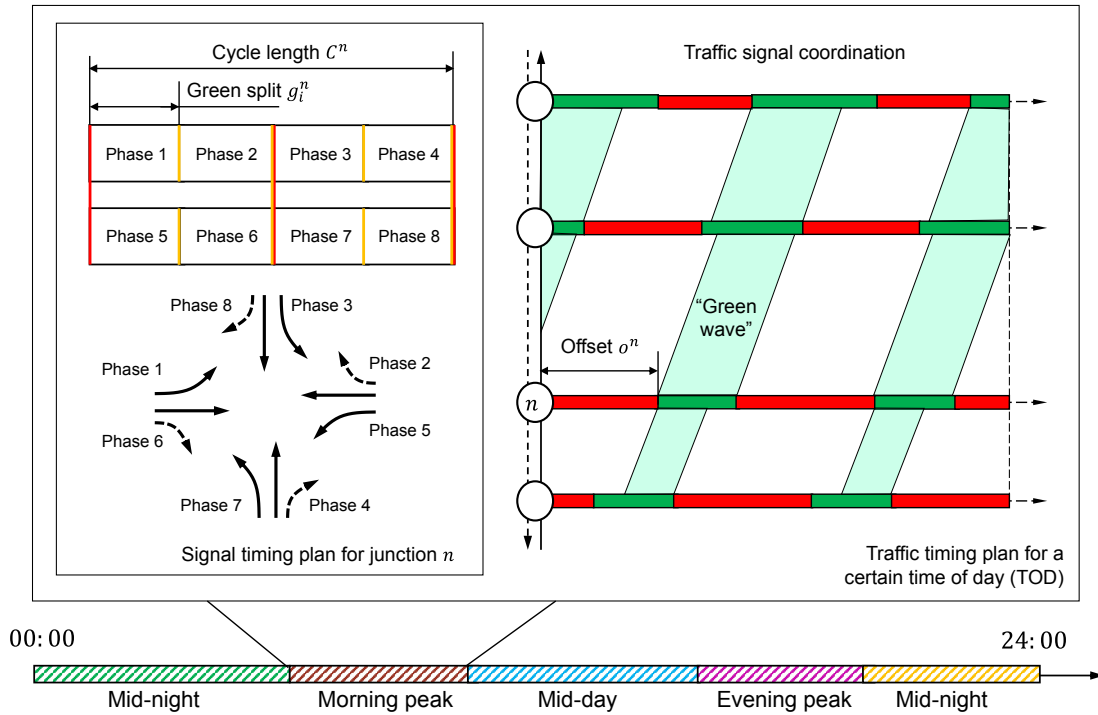 Cycle length 𝐶ⁿ
Green split 𝑔ᵢⁿ
Phase 1 Phase 2 Phase 3 Phase 4
Phase 5 Phase 6 Phase 7 Phase 8
Phase 8 Phase 3
Phase 1 Phase 2
Phase 6 Phase 5
Phase 7 Phase 4
Signal timing plan for junction 𝑛
Traffic signal coordination
“Green
wave”
Offset 𝑜ⁿ
𝑛
Traffic timing plan for a
certain time of day (TOD)
00:00 24:00
Mid-night Morning peak Mid-day Evening peak Mid-night